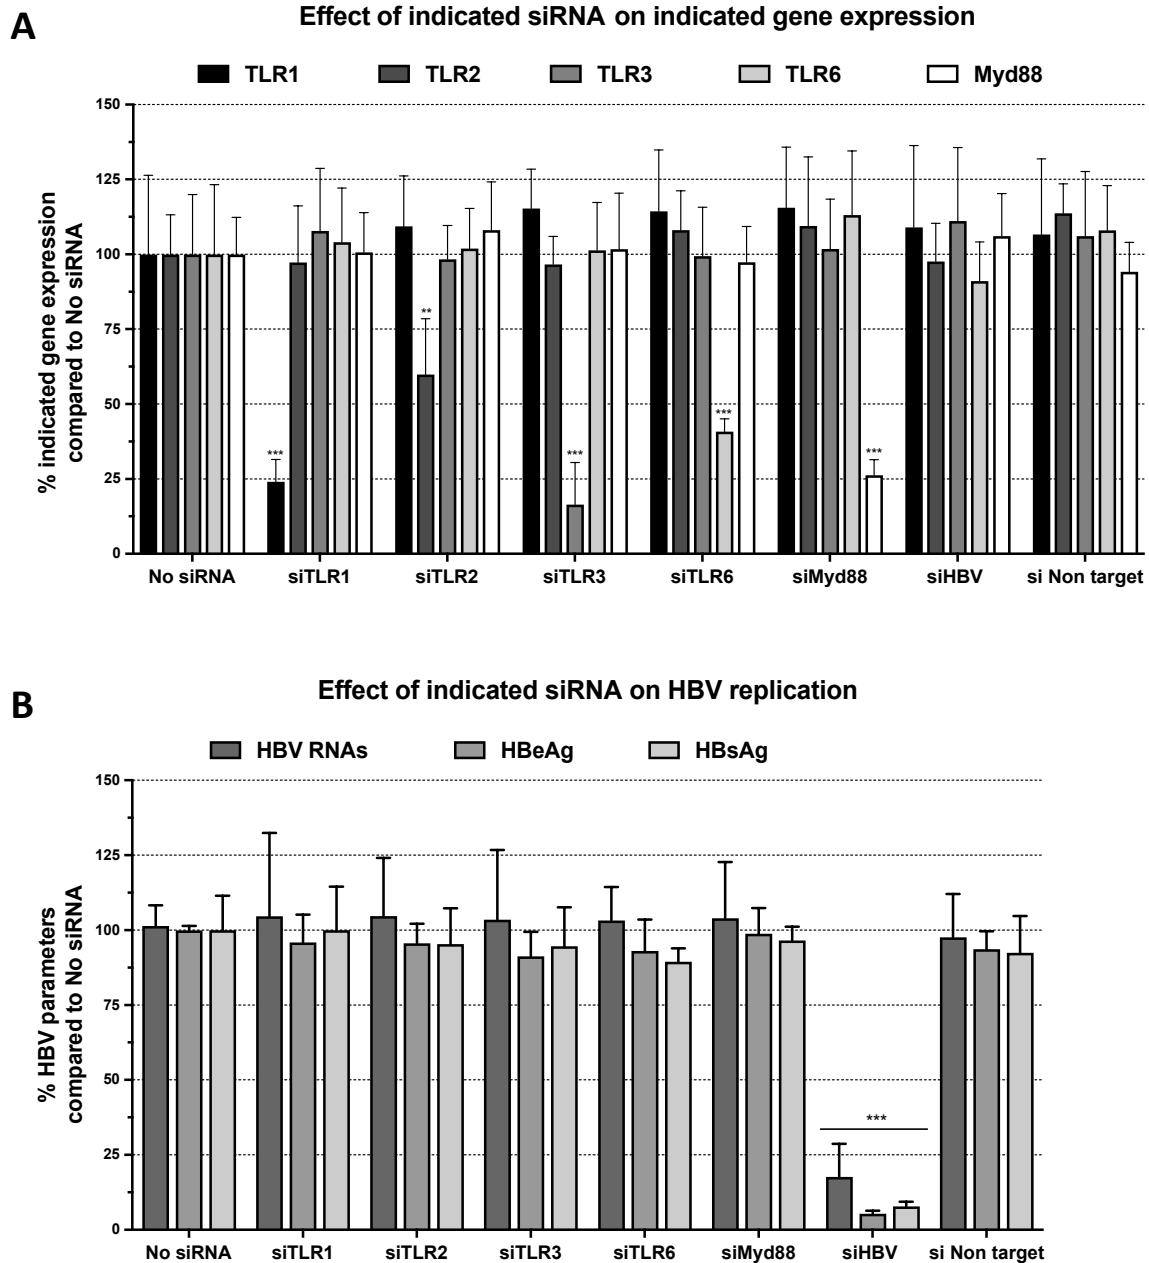 A
Effect of indicated siRNA on indicated gene expression
TLR1 TLR2 TLR3 TLR6 Myd88
% indicated gene expression
compared to No siRNA
150
125
100
75
50
25
0
***
**
***
***
***
No siRNA siTLR1 siTLR2 siTLR3 siTLR6 siMyd88 siHBV si Non target
B
Effect of indicated siRNA on HBV replication
HBV RNAs HBeAg HBsAg
% HBV parameters
compared to No siRNA
150
125
100
75
50
25
0
***
No siRNA siTLR1 siTLR2 siTLR3 siTLR6 siMyd88 siHBV si Non target